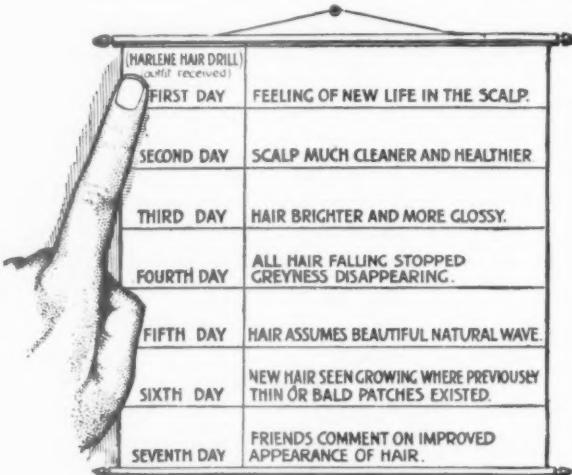 (HARLENE HAIR DRILL)
(outfit received)
FIRST DAY
FEELING OF NEW LIFE IN THE SCALP.
SECOND DAY
SCALP MUCH CLEANER AND HEALTHIER
THIRD DAY
HAIR BRIGHTER AND MORE GLOSSY.
FOURTH DAY
ALL HAIR FALLING STOPPED
GREYNESS DISAPPEARING.
FIFTH DAY
HAIR ASSUMES BEAUTIFUL NATURAL WAVE.
SIXTH DAY
NEW HAIR SEEN GROWING WHERE PREVIOUSLY
THIN OR BALD PATCHES EXISTED.
SEVENTH DAY
FRIENDS COMMENT ON IMPROVED
APPEARANCE OF HAIR.